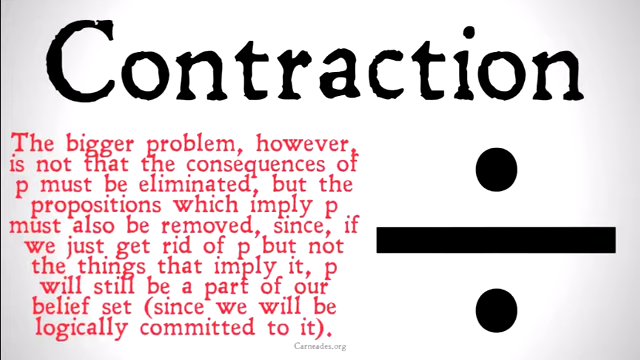 Contraction
The bigger problem, however,
is not that the consequences of
p must be eliminated, but the
propositions which imply p
must also be removed, since, if
we just get rid of p but not
the things that imply it, p
will still be a part of our
belief set (since we will be
logically committed to it).
Carneades.org